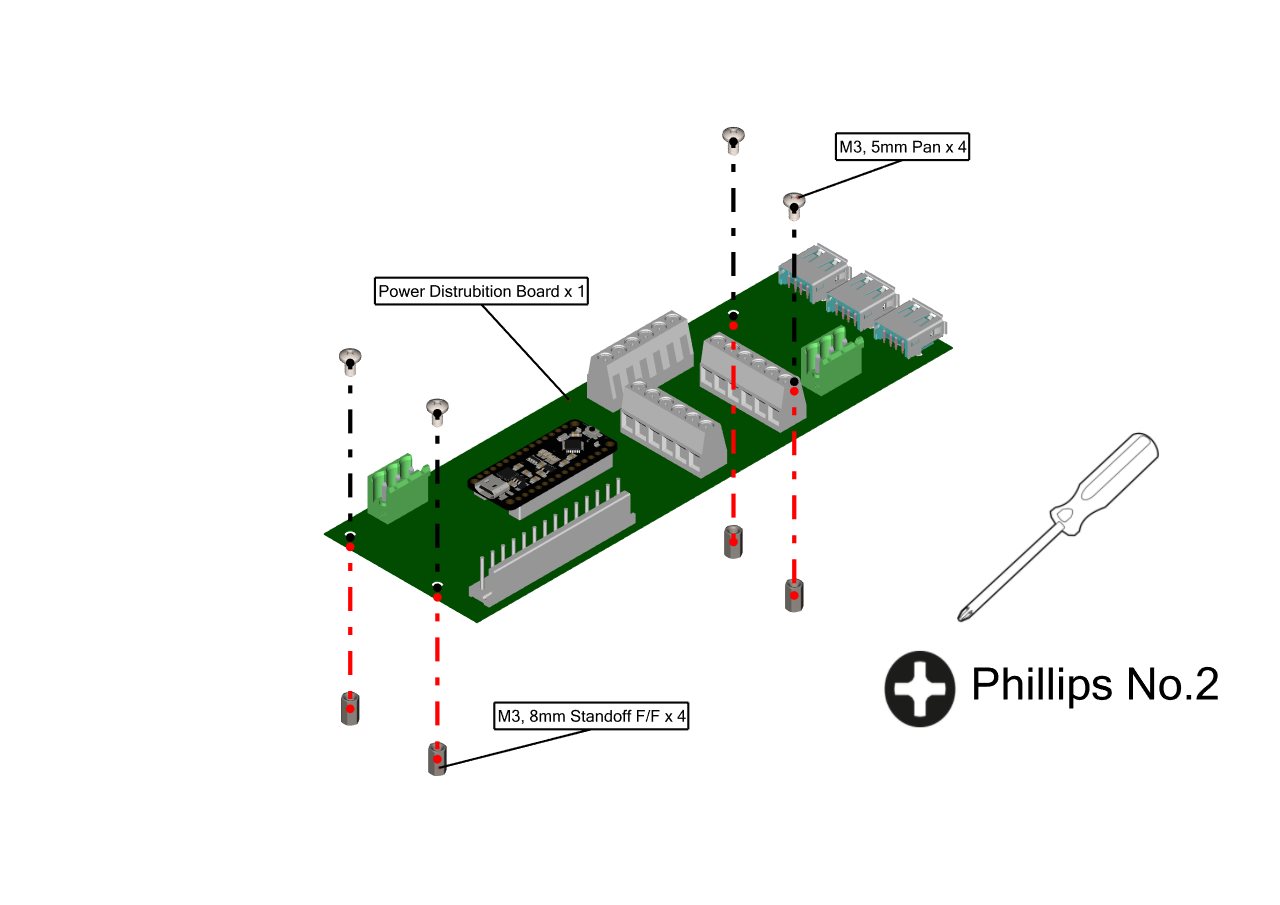 M3, 5mm Pan x 4
Power Distrubition Board x 1
Phillips No.2
M3, 8mm Standoff F/F x 4